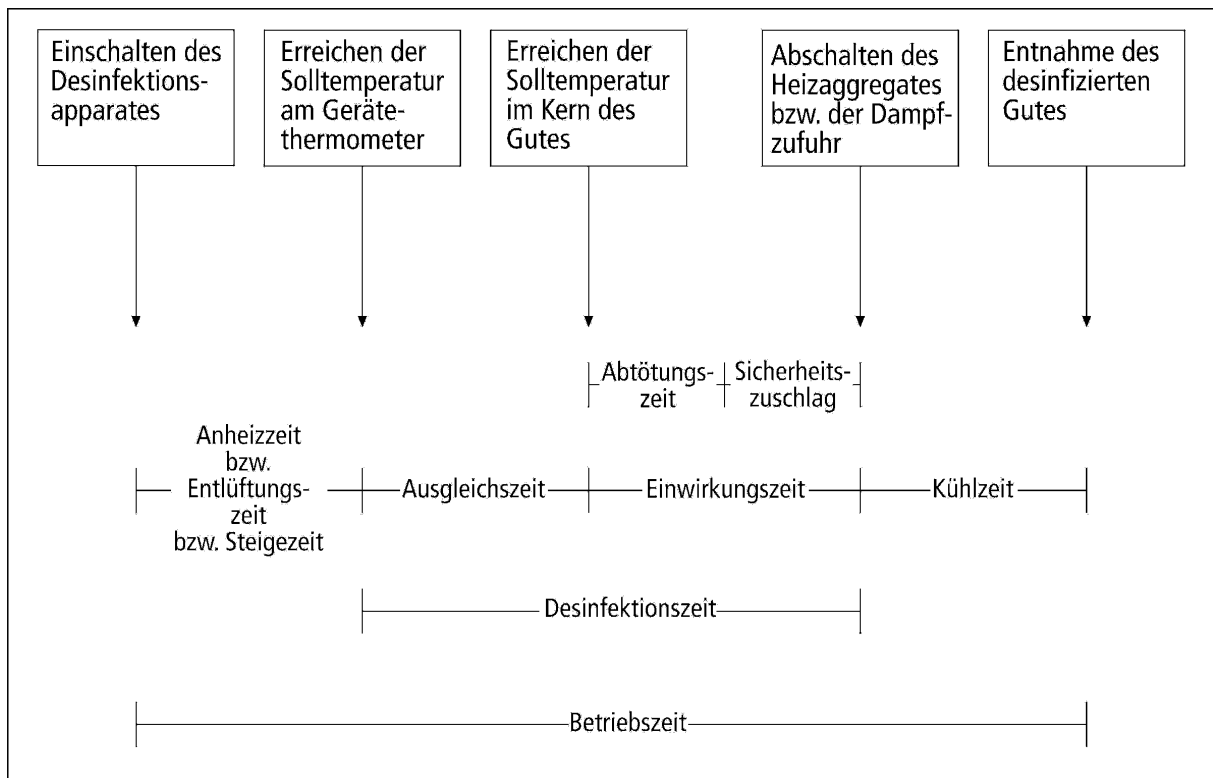 Einschalten des
Desinfektions-
apparates
Erreichen der
Solltemperatur
am Geräte-
thermometer
Erreichen der
Solltemperatur
im Kern des
Gutes
Abschalten des
Heizaggregates
bzw. der Dampf-
zufuhr
Entnahme des
desinfizierten
Gutes
Abtötungs-
zeit
Sicherheits-
zuschlag
Anheizzeit
bzw.
Entlüftungs-
zeit
bzw. Steigezeit
Ausgleichszeit
Einwirkungszeit
Kühlzeit
Desinfektionszeit
Betriebszeit